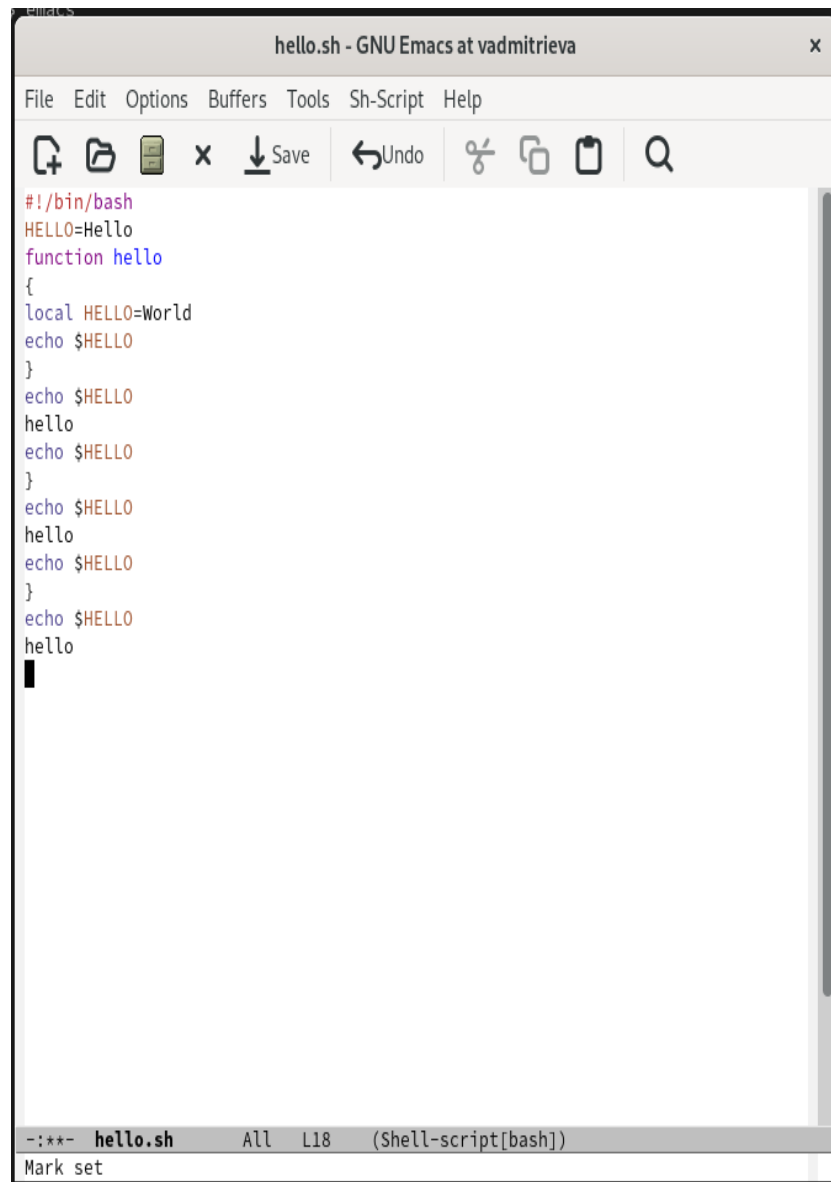 emacs
hello.sh - GNU Emacs at vadmitrieva x
File Edit Options Buffers Tools Sh-Script Help
Save Undo
#!/bin/bash
HELLO=Hello
function hello
{
local HELLO=World
echo $HELLO
}
echo $HELLO
hello
echo $HELLO
}
echo $HELLO
hello
echo $HELLO
}
echo $HELLO
hello
-:**- hello.sh All L18 (Shell-script[bash])
Mark set